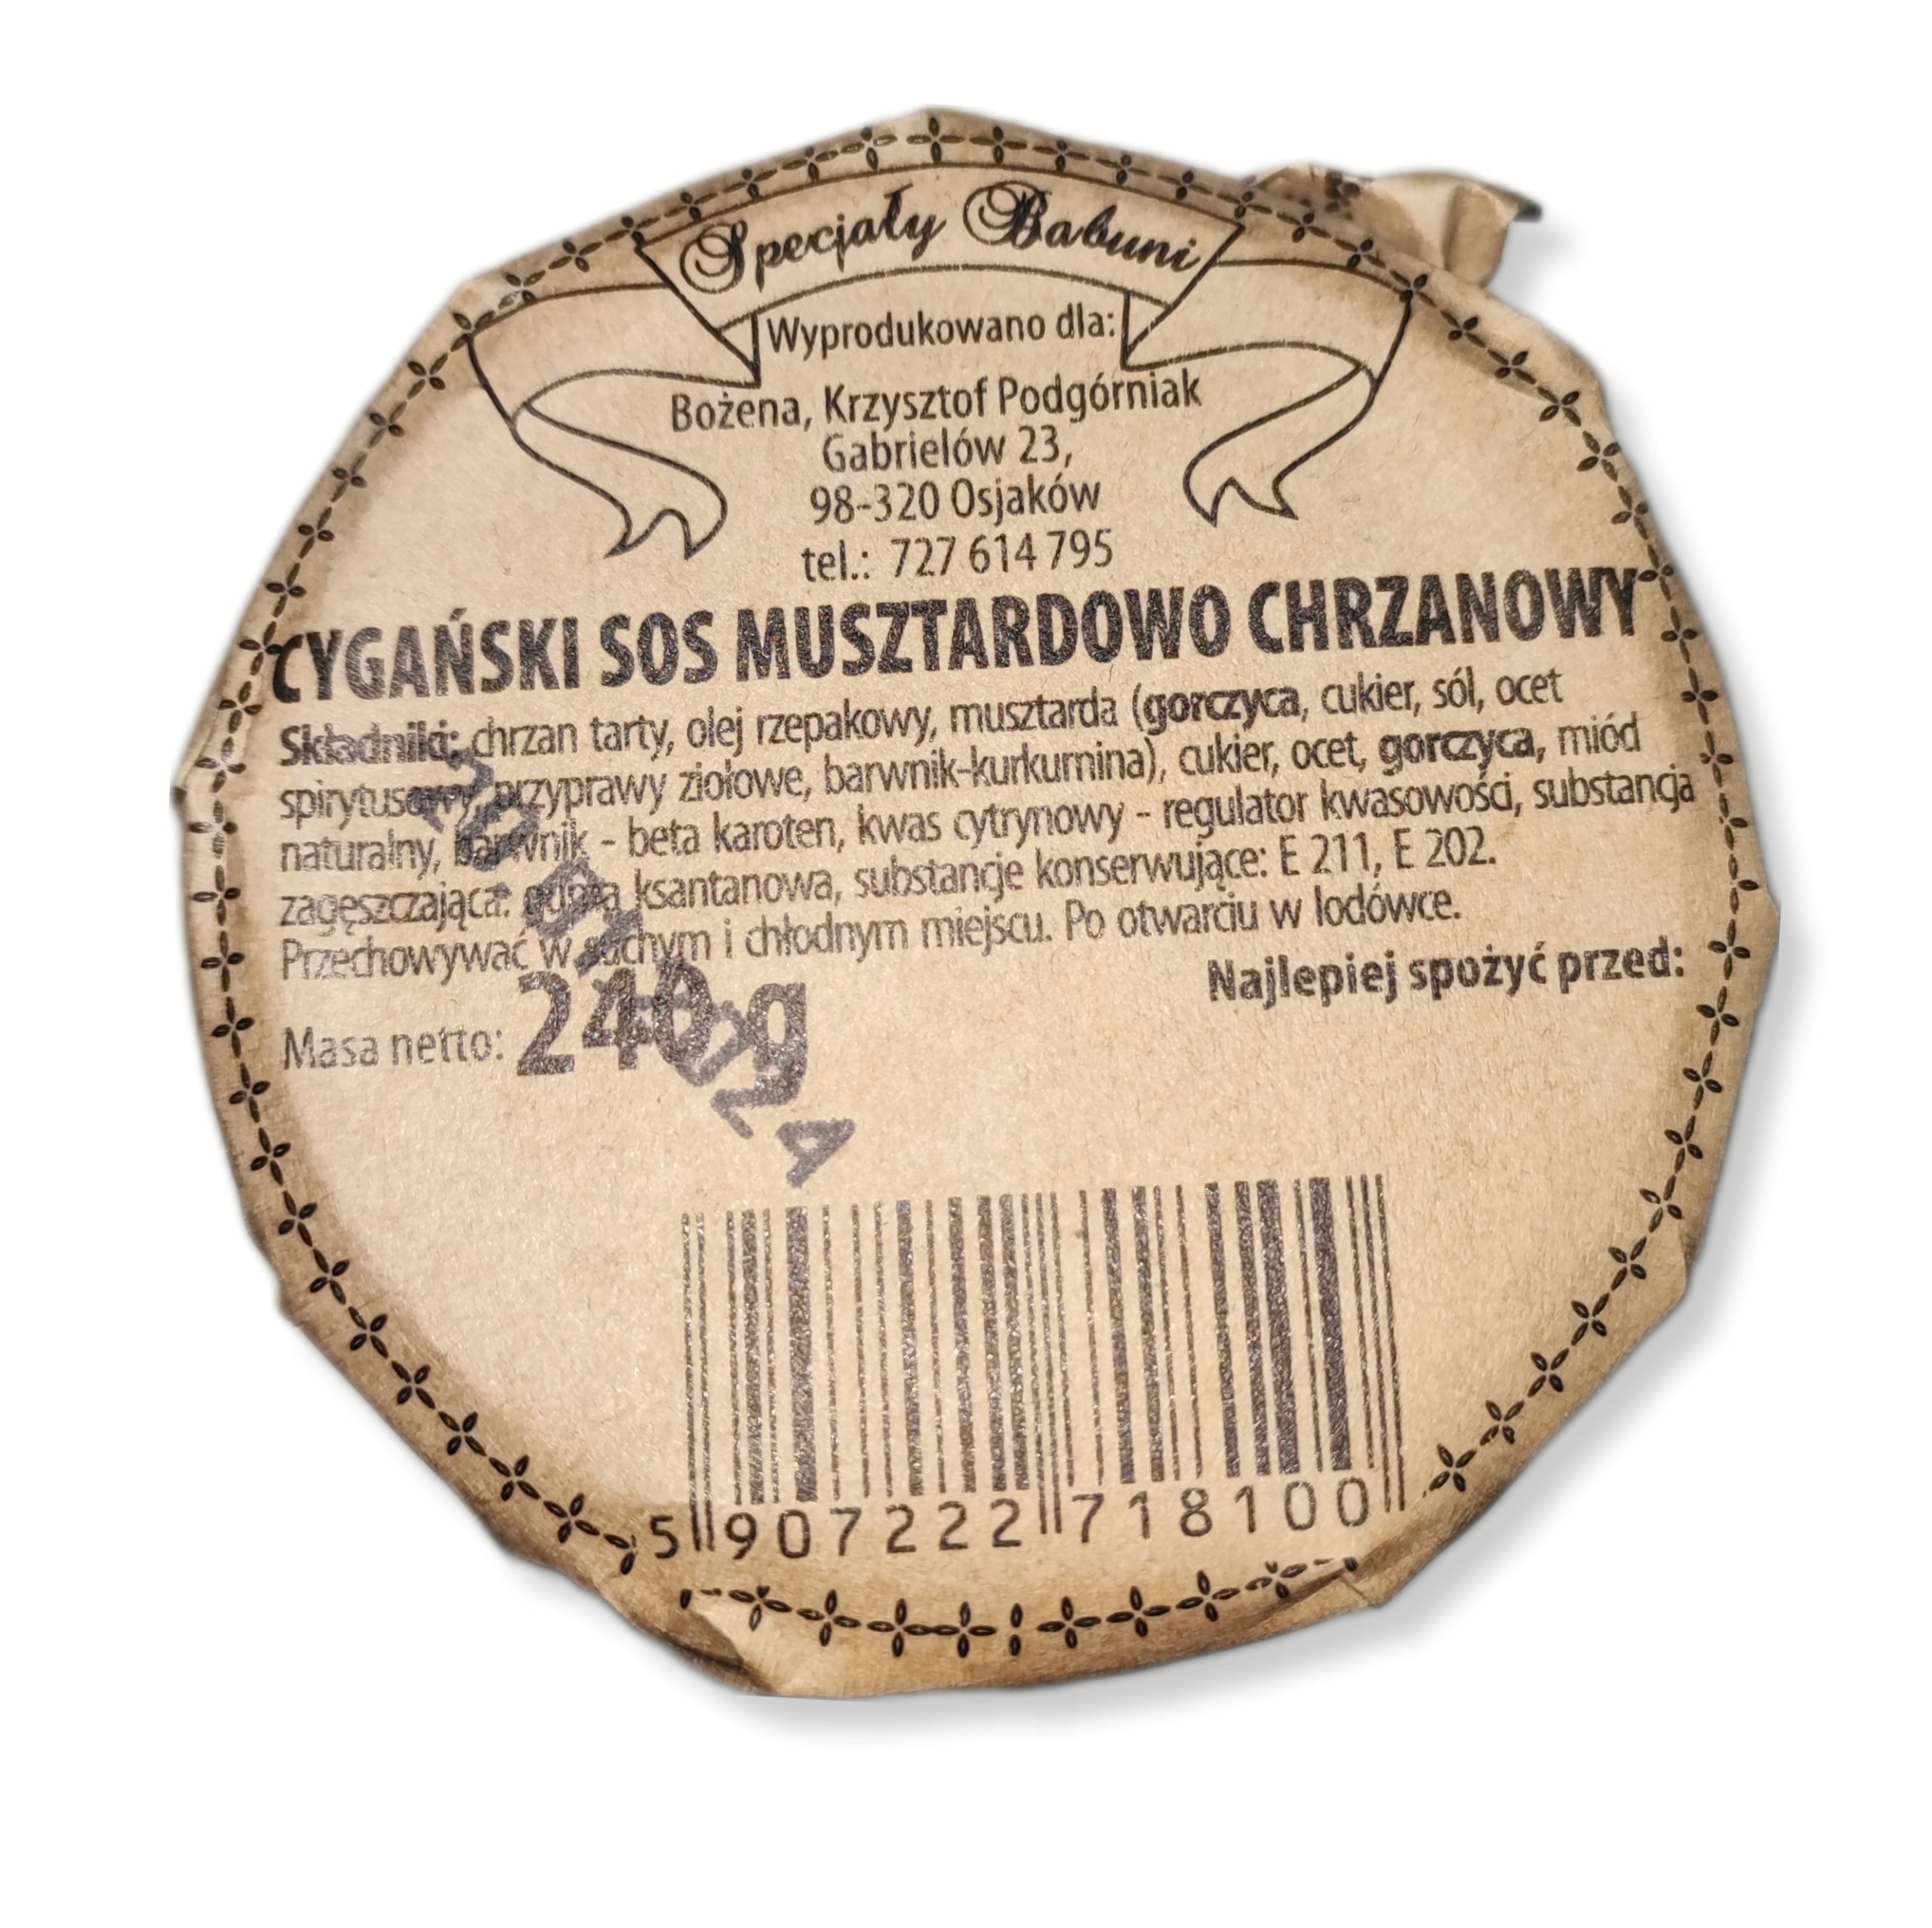 Specjały Babuni
Wyprodukowano dla:
Bożena, Krzysztof Podgórniak
Gabrielów 23,
98-320 Osjaków
tel.: 727 614 795
CYGAŃSKI SOS MUSZTARDOWO CHRZANOWY
Składniki: chrzan tarty, olej rzepakowy, musztarda (gorczyca, cukier, sól, ocet
spirytusowy, przyprawy ziołowe, barwnik-kurkumina), cukier, ocet, gorczyca, miód
naturalny, barwnik - beta karoten, kwas cytrynowy - regulator kwasowości, substancja
zagęszczająca: guma ksantanowa, substancje konserwujące: E 211, E 202.
Przechowywać w suchym i chłodnym miejscu. Po otwarciu w lodówce.
Najlepiej spożyć przed:
Masa netto: 240 g
5 907222 718100